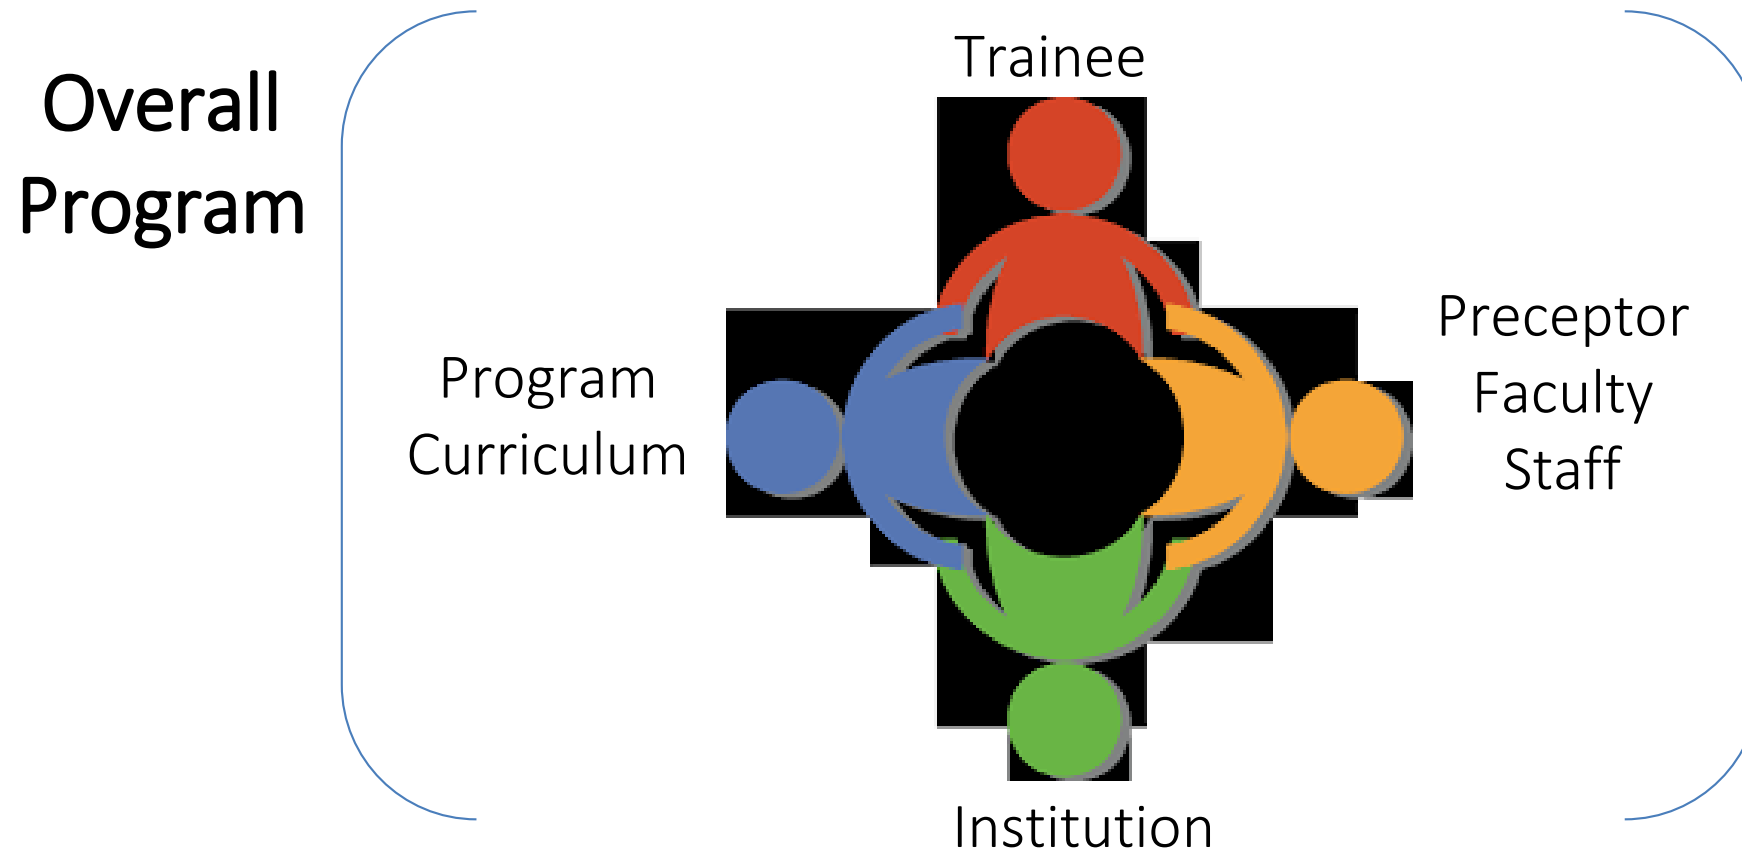 Overall
Program
Trainee
Program
Curriculum
Preceptor
Faculty
Staff
Institution